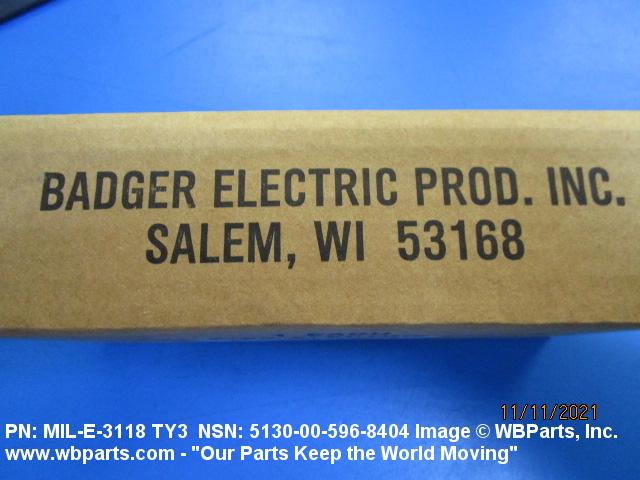 BADGER ELECTRIC PROD. INC.
SALEM, WI 53168
11/11/2021
PN: MIL-E-3118 TY3 NSN: 5130-00-596-8404 Image © WBParts, Inc.
www.wbparts.com - "Our Parts Keep the World Moving"